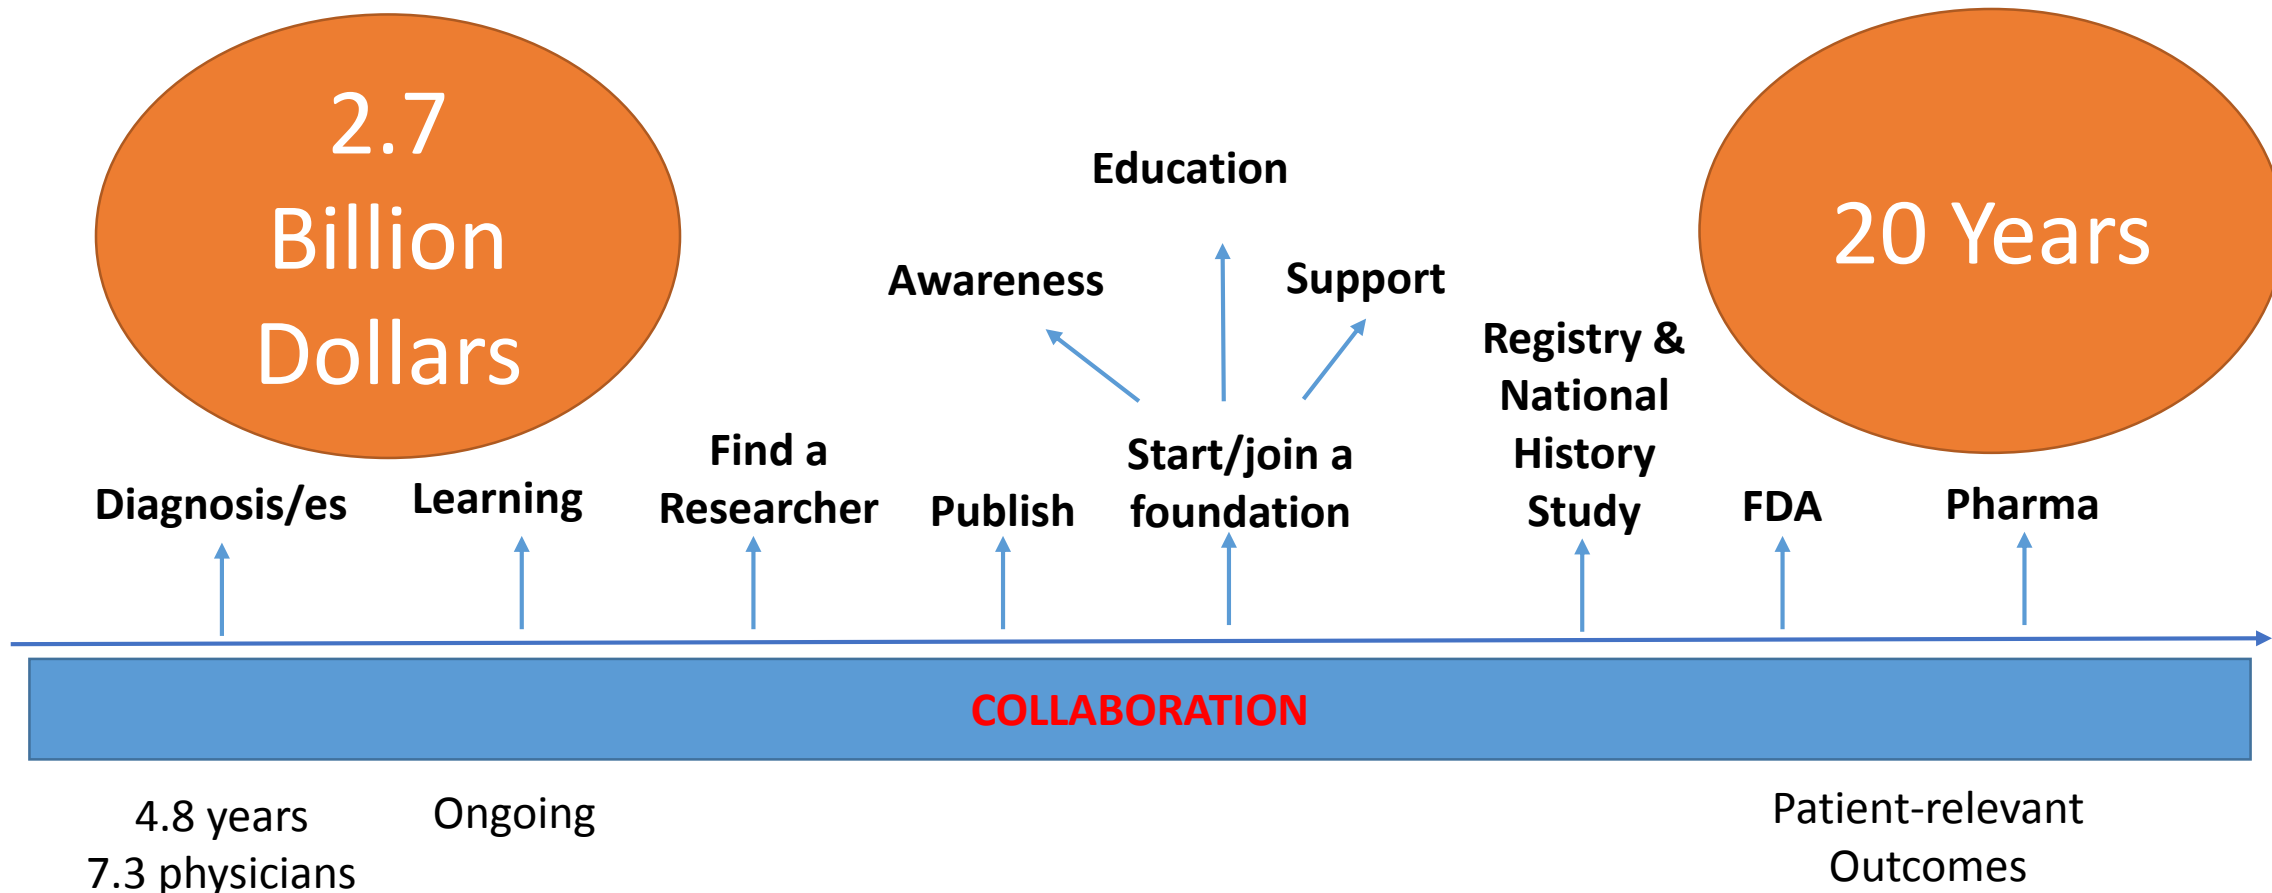 2.7
Billion
Dollars
20 Years
Education
Awareness
Support
Registry &
National
History
Study
Diagnosis/es
Learning
Find a
Researcher
Publish
Start/join a
foundation
FDA
Pharma
COLLABORATION
4.8 years
7.3 physicians
Ongoing
Patient-relevant
Outcomes